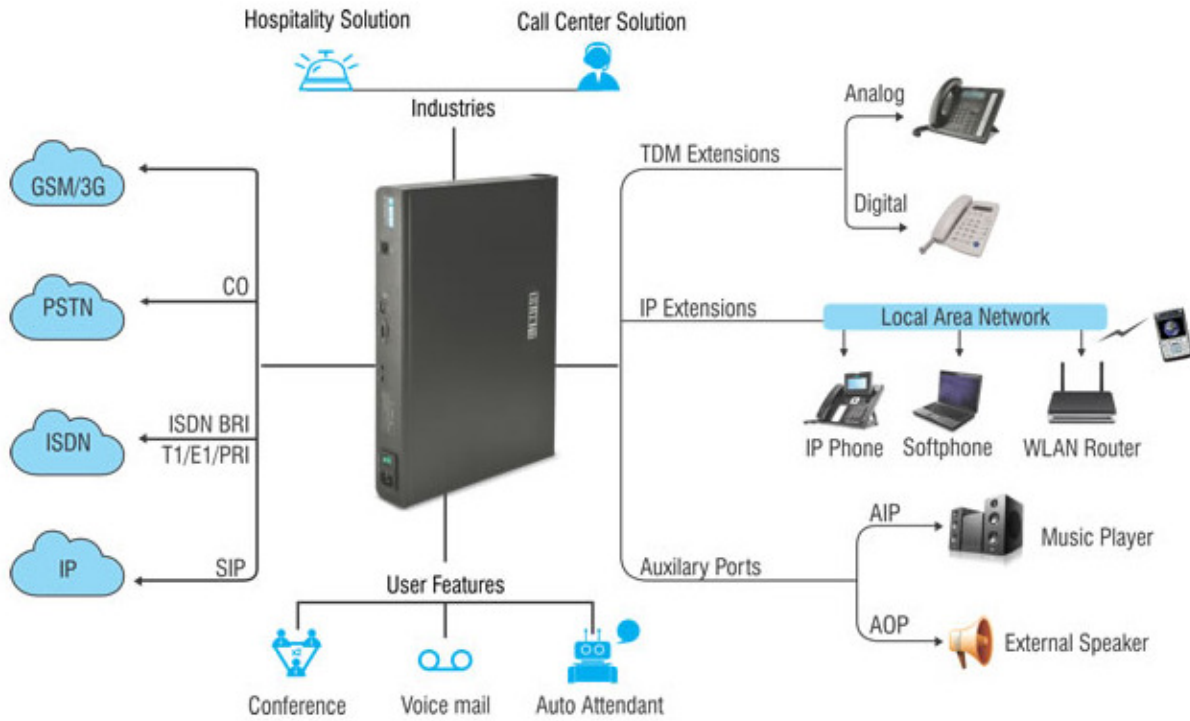 Hospitality Solution
Call Center Solution
Industries
GSM/3G
PSTN
CO
ISDN
ISDN BRI
T1/E1/PRI
IP
SIP
TDM Extensions
Analog
Digital
IP Extensions
Local Area Network
IP Phone
Softphone
WLAN Router
Auxilary Ports
AIP
Music Player
AOP
External Speaker
User Features
x2
Conference
Voice mail
Auto Attendant